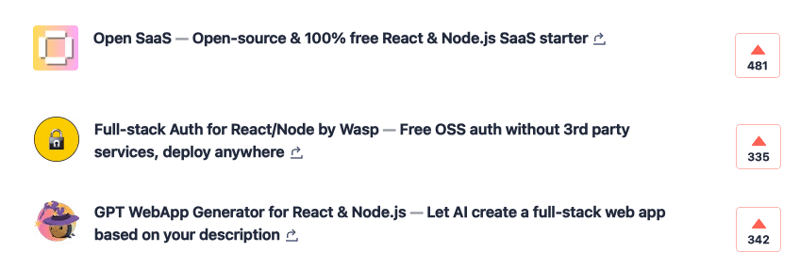 Open SaaS — Open-source & 100% free React & Node.js SaaS starter
481
Full-stack Auth for React/Node by Wasp — Free OSS auth without 3rd party
services, deploy anywhere
335
GPT WebApp Generator for React & Node.js — Let AI create a full-stack web app
based on your description
342